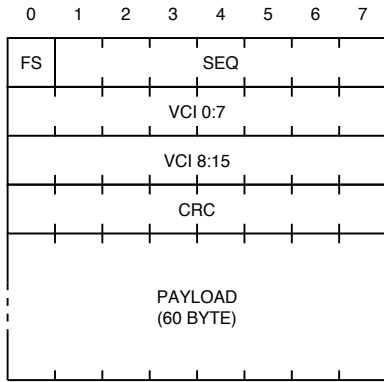 0 1 2 3 4 5 6 7
FS SEQ
VCI 0:7
VCI 8:15
CRC
PAYLOAD
(60 BYTE)